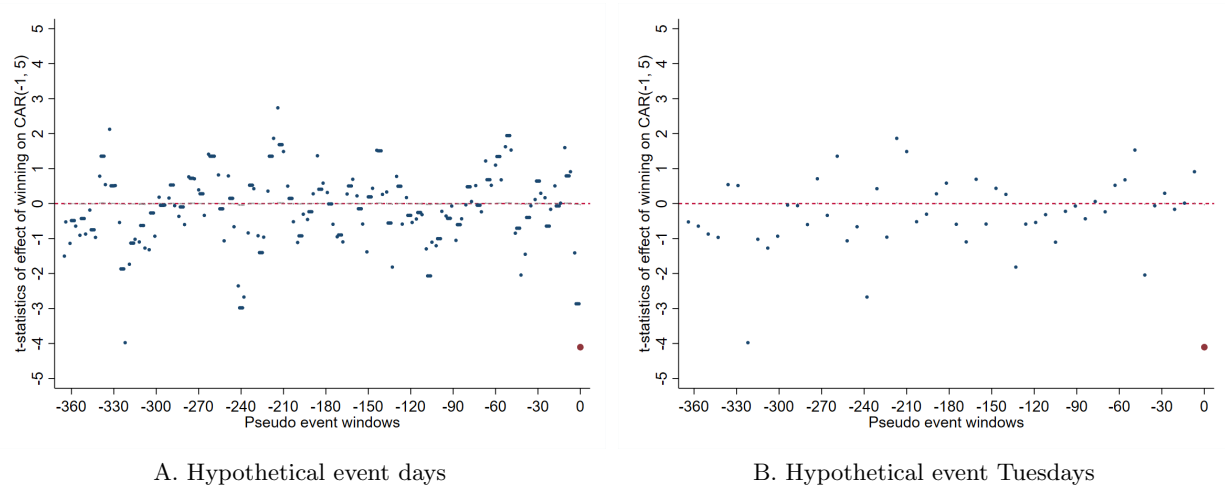 t-statistics of effect of winning on CAR(-1, 5)
5
4
3
2
1
0
-1
-2
-3
-4
-5
-360 -330 -300 -270 -240 -210 -180 -150 -120 -90 -60 -30 0
Pseudo event windows
A. Hypothetical event days
t-statistics of effect of winning on CAR(-1, 5)
5
4
3
2
1
0
-1
-2
-3
-4
-5
-360 -330 -300 -270 -240 -210 -180 -150 -120 -90 -60 -30 0
Pseudo event windows
B. Hypothetical event Tuesdays